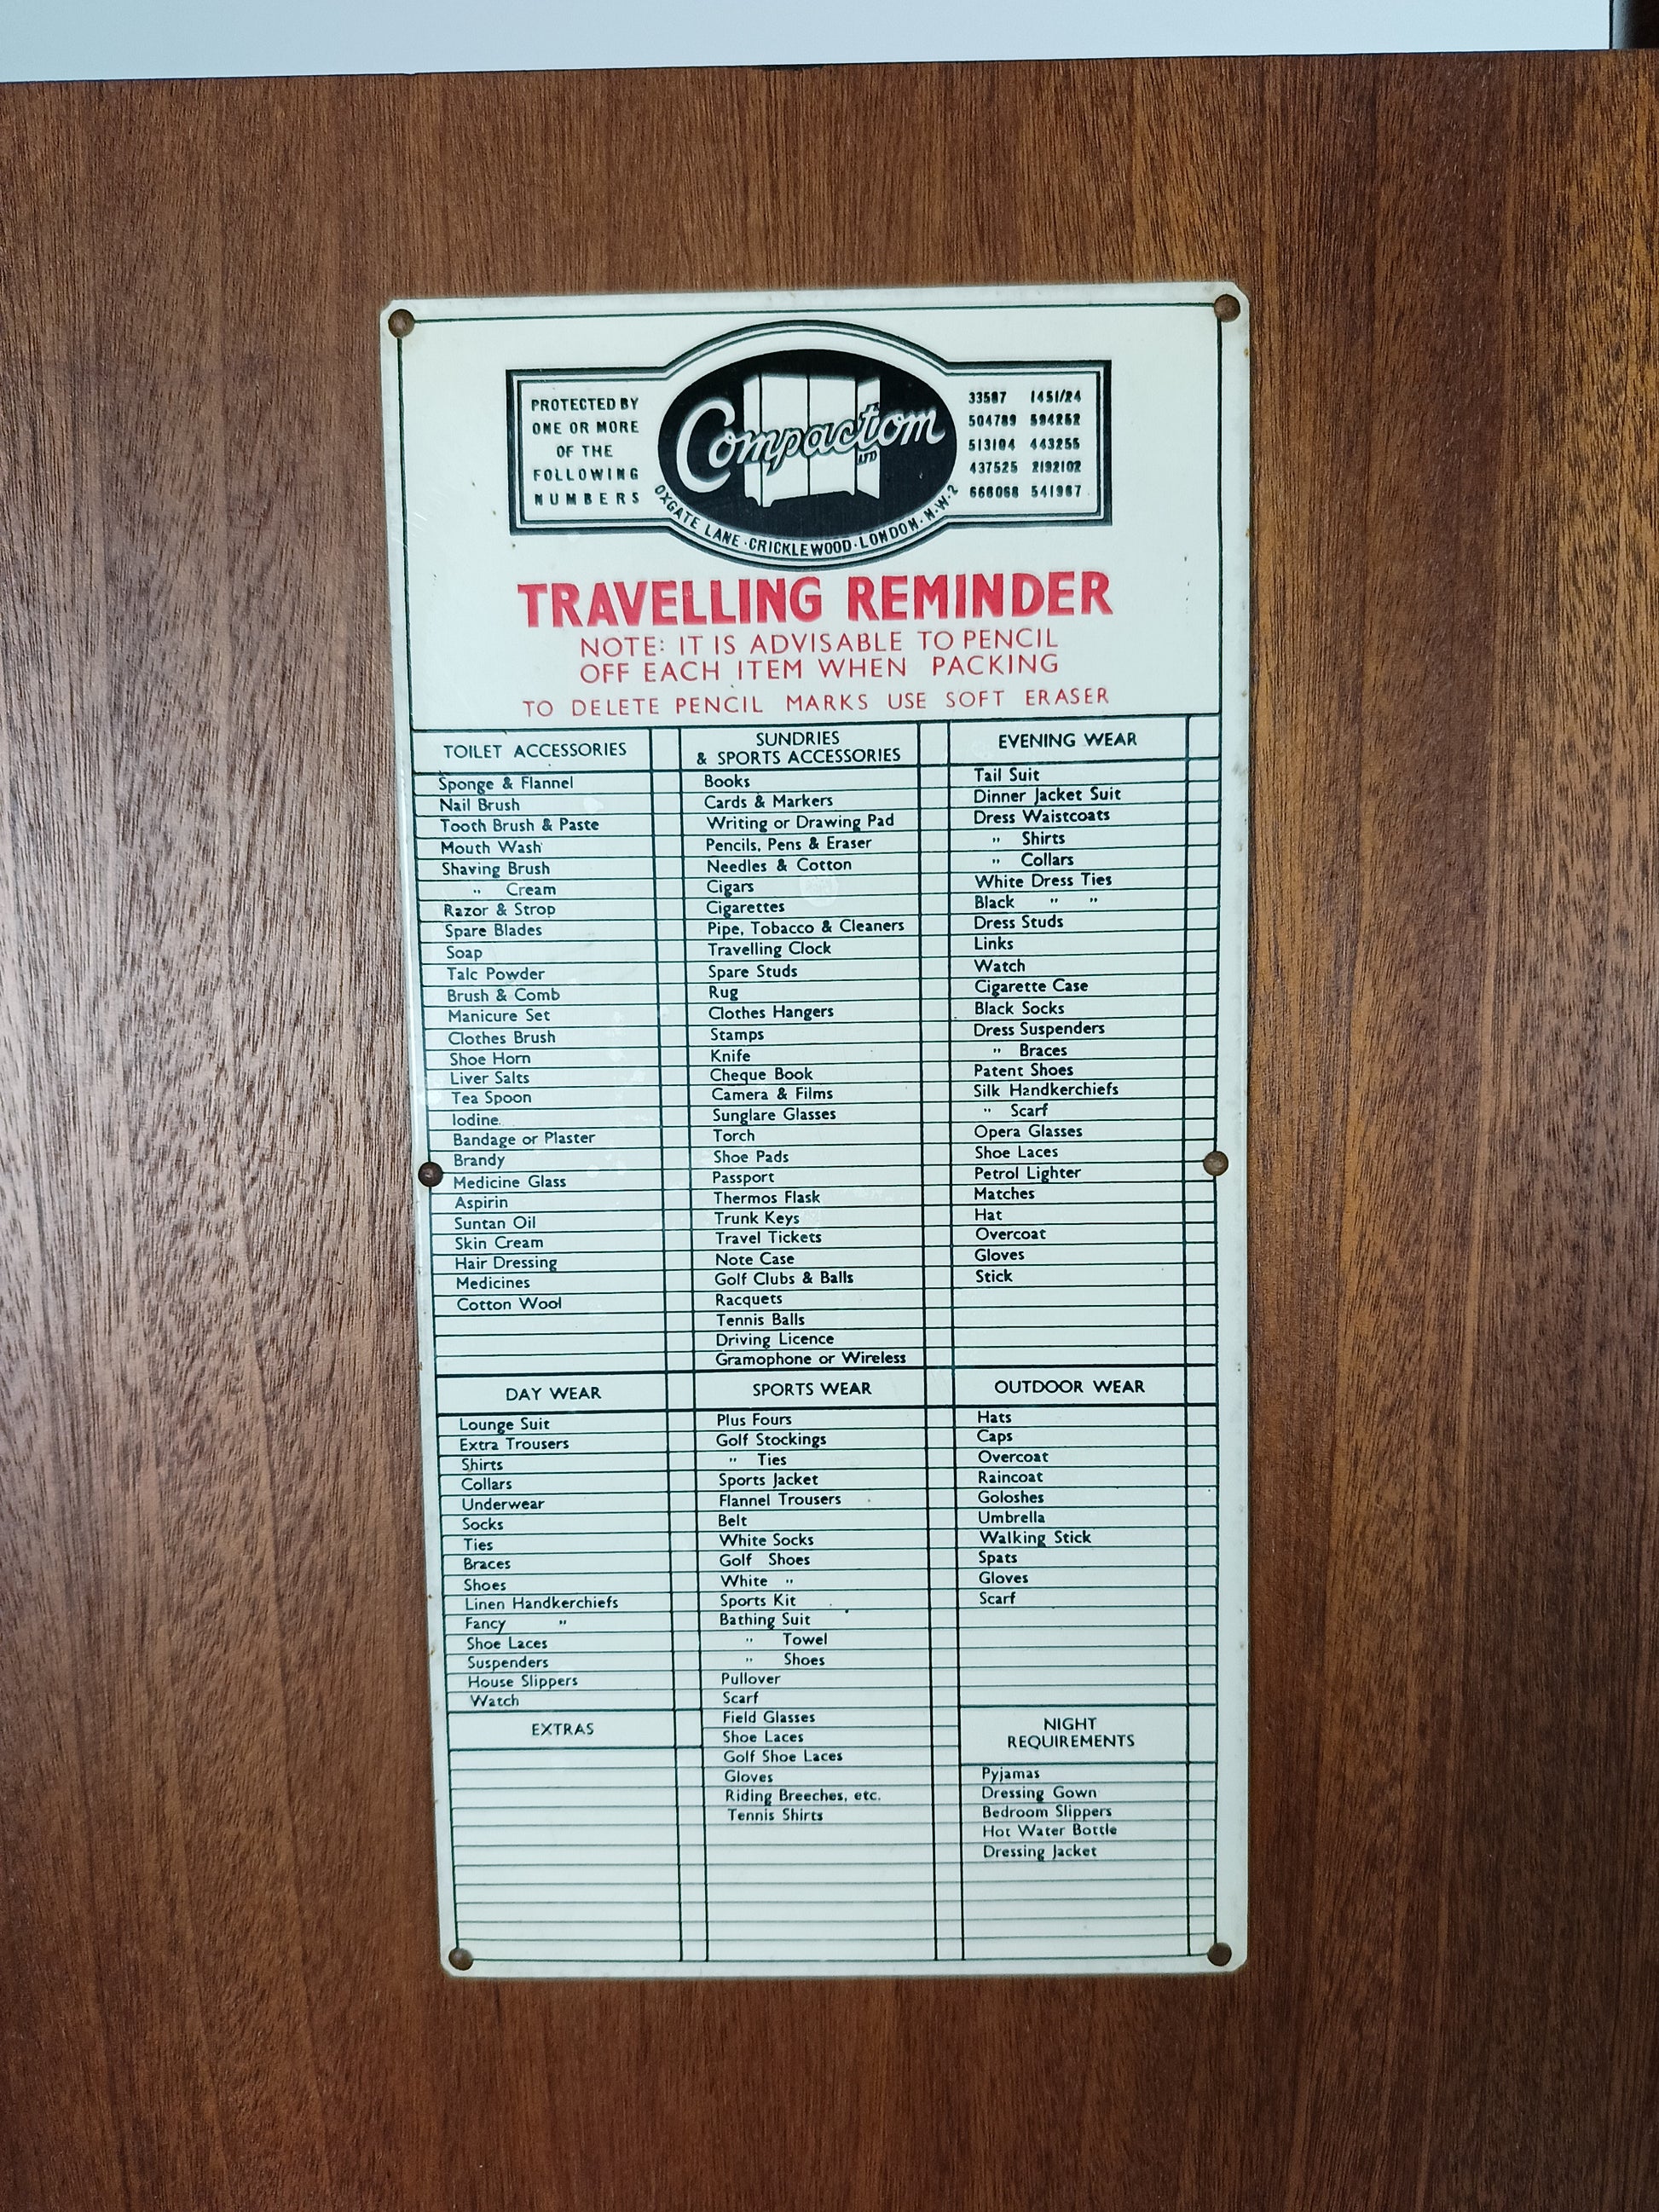 PROTECTED BY
ONE OR MORE
OF THE
FOLLOWING
NUMBERS
Compactom
LTD
OXGATE LANE · CRICKLEWOOD · LONDON · N·W·2
33587 1451/24
504789 594252
513104 443255
437525 2192102
666068 541987
TRAVELLING REMINDER
NOTE: IT IS ADVISABLE TO PENCIL
OFF EACH ITEM WHEN PACKING
TO DELETE PENCIL MARKS USE SOFT ERASER
TOILET ACCESSORIES
Sponge & Flannel
Nail Brush
Tooth Brush & Paste
Mouth Wash
Shaving Brush
" Cream
Razor & Strop
Spare Blades
Soap
Talc Powder
Brush & Comb
Manicure Set
Clothes Brush
Shoe Horn
Liver Salts
Tea Spoon
Iodine
Bandage or Plaster
Brandy
Medicine Glass
Aspirin
Suntan Oil
Skin Cream
Hair Dressing
Medicines
Cotton Wool
SUNDRIES
& SPORTS ACCESSORIES
Books
Cards & Markers
Writing or Drawing Pad
Pencils, Pens & Eraser
Needles & Cotton
Cigars
Cigarettes
Pipe, Tobacco & Cleaners
Travelling Clock
Spare Studs
Rug
Clothes Hangers
Stamps
Knife
Cheque Book
Camera & Films
Sunglare Glasses
Torch
Shoe Pads
Passport
Thermos Flask
Trunk Keys
Travel Tickets
Note Case
Golf Clubs & Balls
Racquets
Tennis Balls
Driving Licence
Gramophone or Wireless
EVENING WEAR
Tail Suit
Dinner Jacket Suit
Dress Waistcoats
" Shirts
" Collars
White Dress Ties
Black " "
Dress Studs
Links
Watch
Cigarette Case
Black Socks
Dress Suspenders
" Braces
Patent Shoes
Silk Handkerchiefs
" Scarf
Opera Glasses
Shoe Laces
Petrol Lighter
Matches
Hat
Overcoat
Gloves
Stick
DAY WEAR
Lounge Suit
Extra Trousers
Shirts
Collars
Underwear
Socks
Ties
Braces
Shoes
Linen Handkerchiefs
Fancy "
Shoe Laces
Suspenders
House Slippers
Watch
EXTRAS
SPORTS WEAR
Plus Fours
Golf Stockings
" Ties
Sports Jacket
Flannel Trousers
Belt
White Socks
Golf Shoes
White "
Sports Kit
Bathing Suit
" Towel
" Shoes
Pullover
Scarf
Field Glasses
Shoe Laces
Golf Shoe Laces
Gloves
Riding Breeches, etc.
Tennis Shirts
OUTDOOR WEAR
Hats
Caps
Overcoat
Raincoat
Goloshes
Umbrella
Walking Stick
Spats
Gloves
Scarf
NIGHT
REQUIREMENTS
Pyjamas
Dressing Gown
Bedroom Slippers
Hot Water Bottle
Dressing Jacket